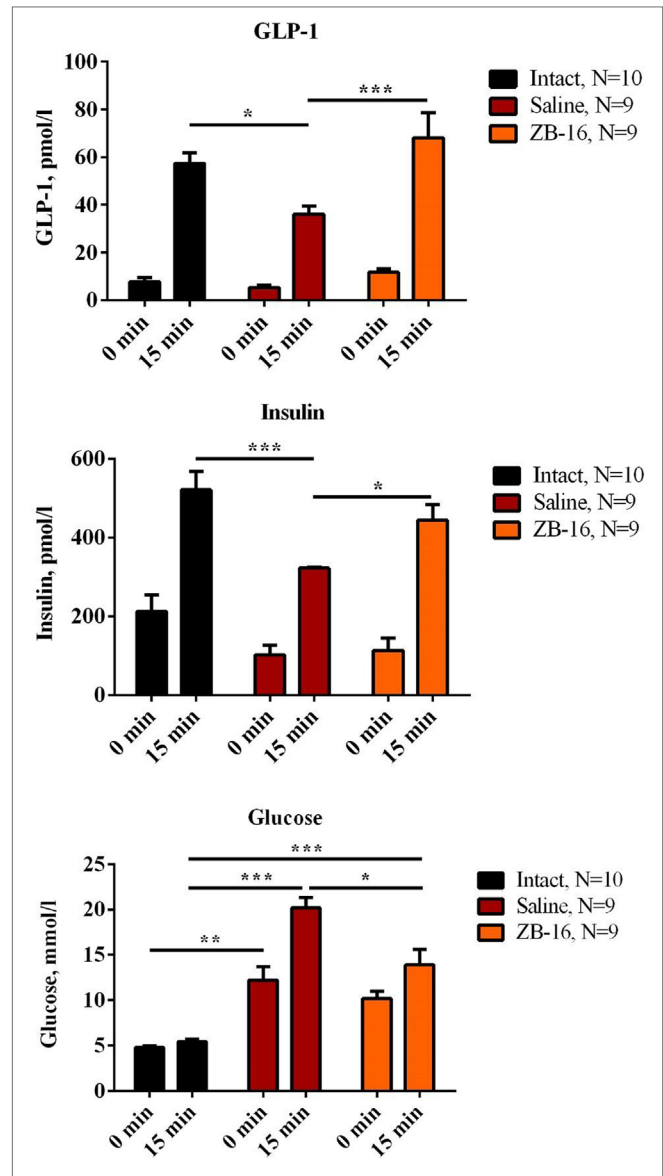 GLP-1
100
80
60
40
20
0
GLP-1, pmol/l
*
***
Intact, N=10
Saline, N=9
ZB-16, N=9
0 min
15 min
0 min
15 min
0 min
15 min
Insulin
600
400
200
0
Insulin, pmol/l
***
*
Intact, N=10
Saline, N=9
ZB-16, N=9
0 min
15 min
0 min
15 min
0 min
15 min
Glucose
25
20
15
10
5
0
Glucose, mmol/l
***
***
*
**
Intact, N=10
Saline, N=9
ZB-16, N=9
0 min
15 min
0 min
15 min
0 min
15 min